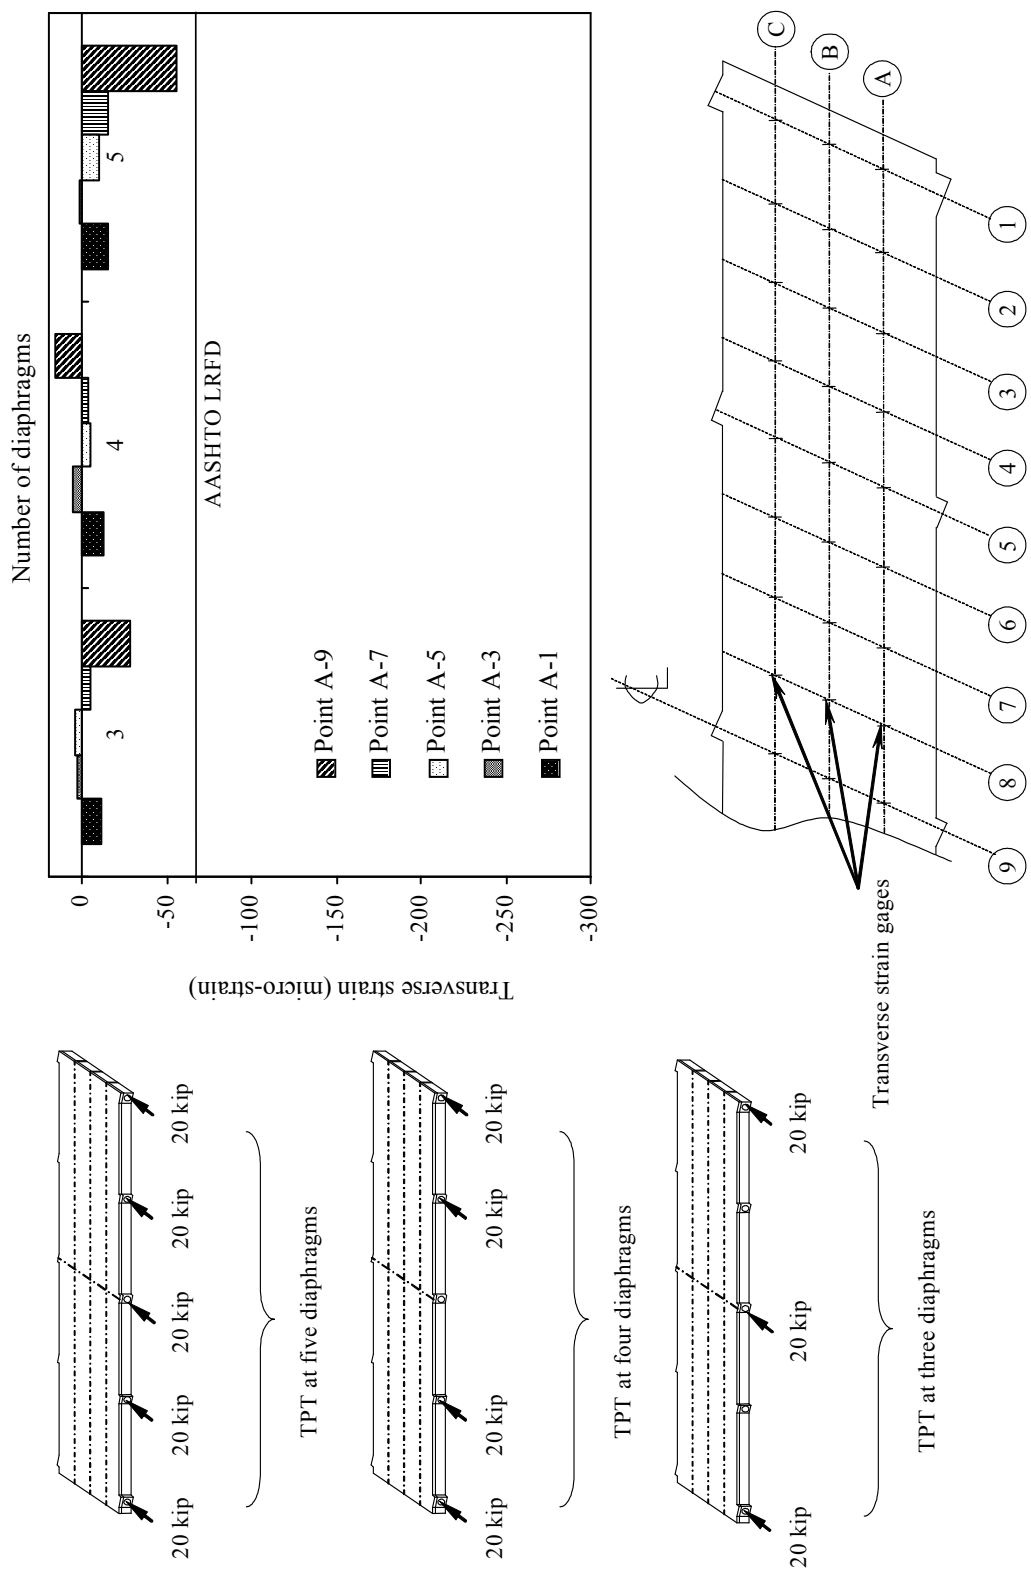 Number of diaphragms
0
-50
-100
-150
-200
-250
-300
Transverse strain (micro-strain)
3
4
5
AASHTO LRFD
Point A-9
Point A-7
Point A-5
Point A-3
Point A-1
20 kip
20 kip
20 kip
20 kip
20 kip
TPT at five diaphragms
20 kip
20 kip
20 kip
20 kip
TPT at four diaphragms
20 kip
20 kip
20 kip
TPT at three diaphragms
Transverse strain gages
CL
C
B
A
9
8
7
6
5
4
3
2
1